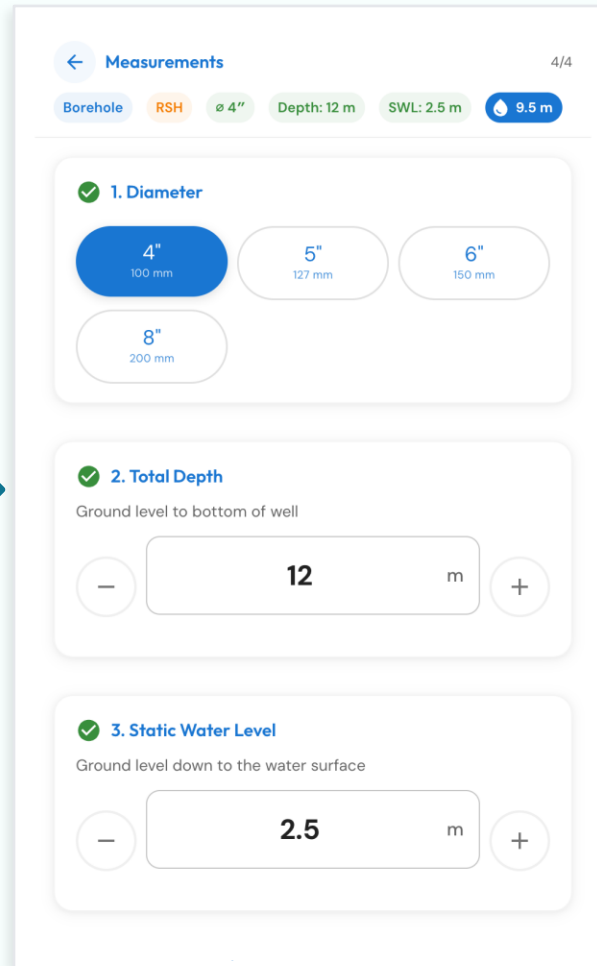 Measurements 4/4
Borehole RSH ø 4″ Depth: 12 m SWL: 2.5 m 9.5 m
1. Diameter
4" 5" 6"
100 mm 127 mm 150 mm
8"
200 mm
2. Total Depth
Ground level to bottom of well
− 12 m +
3. Static Water Level
Ground level down to the water surface
− 2.5 m +